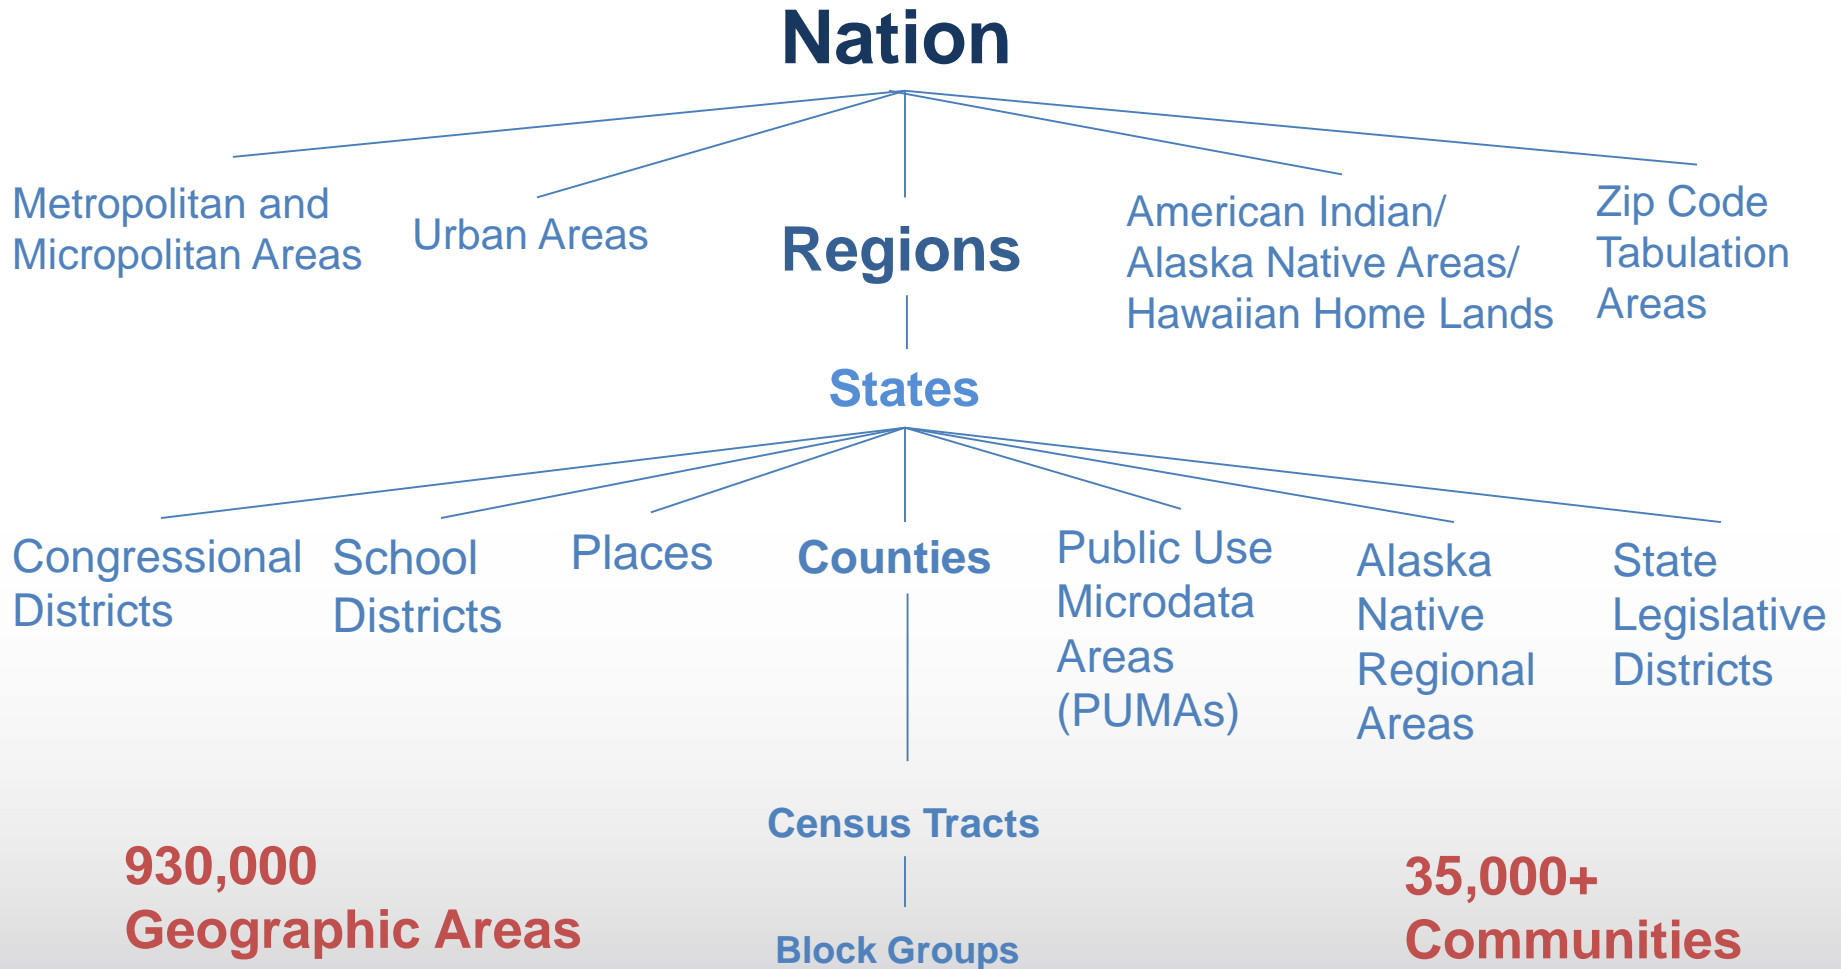 Nation
Metropolitan and
Micropolitan Areas
Urban Areas
Regions
American Indian/
Alaska Native Areas/
Hawaiian Home Lands
Zip Code
Tabulation
Areas
States
Congressional
Districts
School
Districts
Places
Counties
Public Use
Microdata
Areas
(PUMAs)
Alaska
Native
Regional
Areas
State
Legislative
Districts
Census Tracts
930,000
Geographic Areas
Block Groups
35,000+
Communities